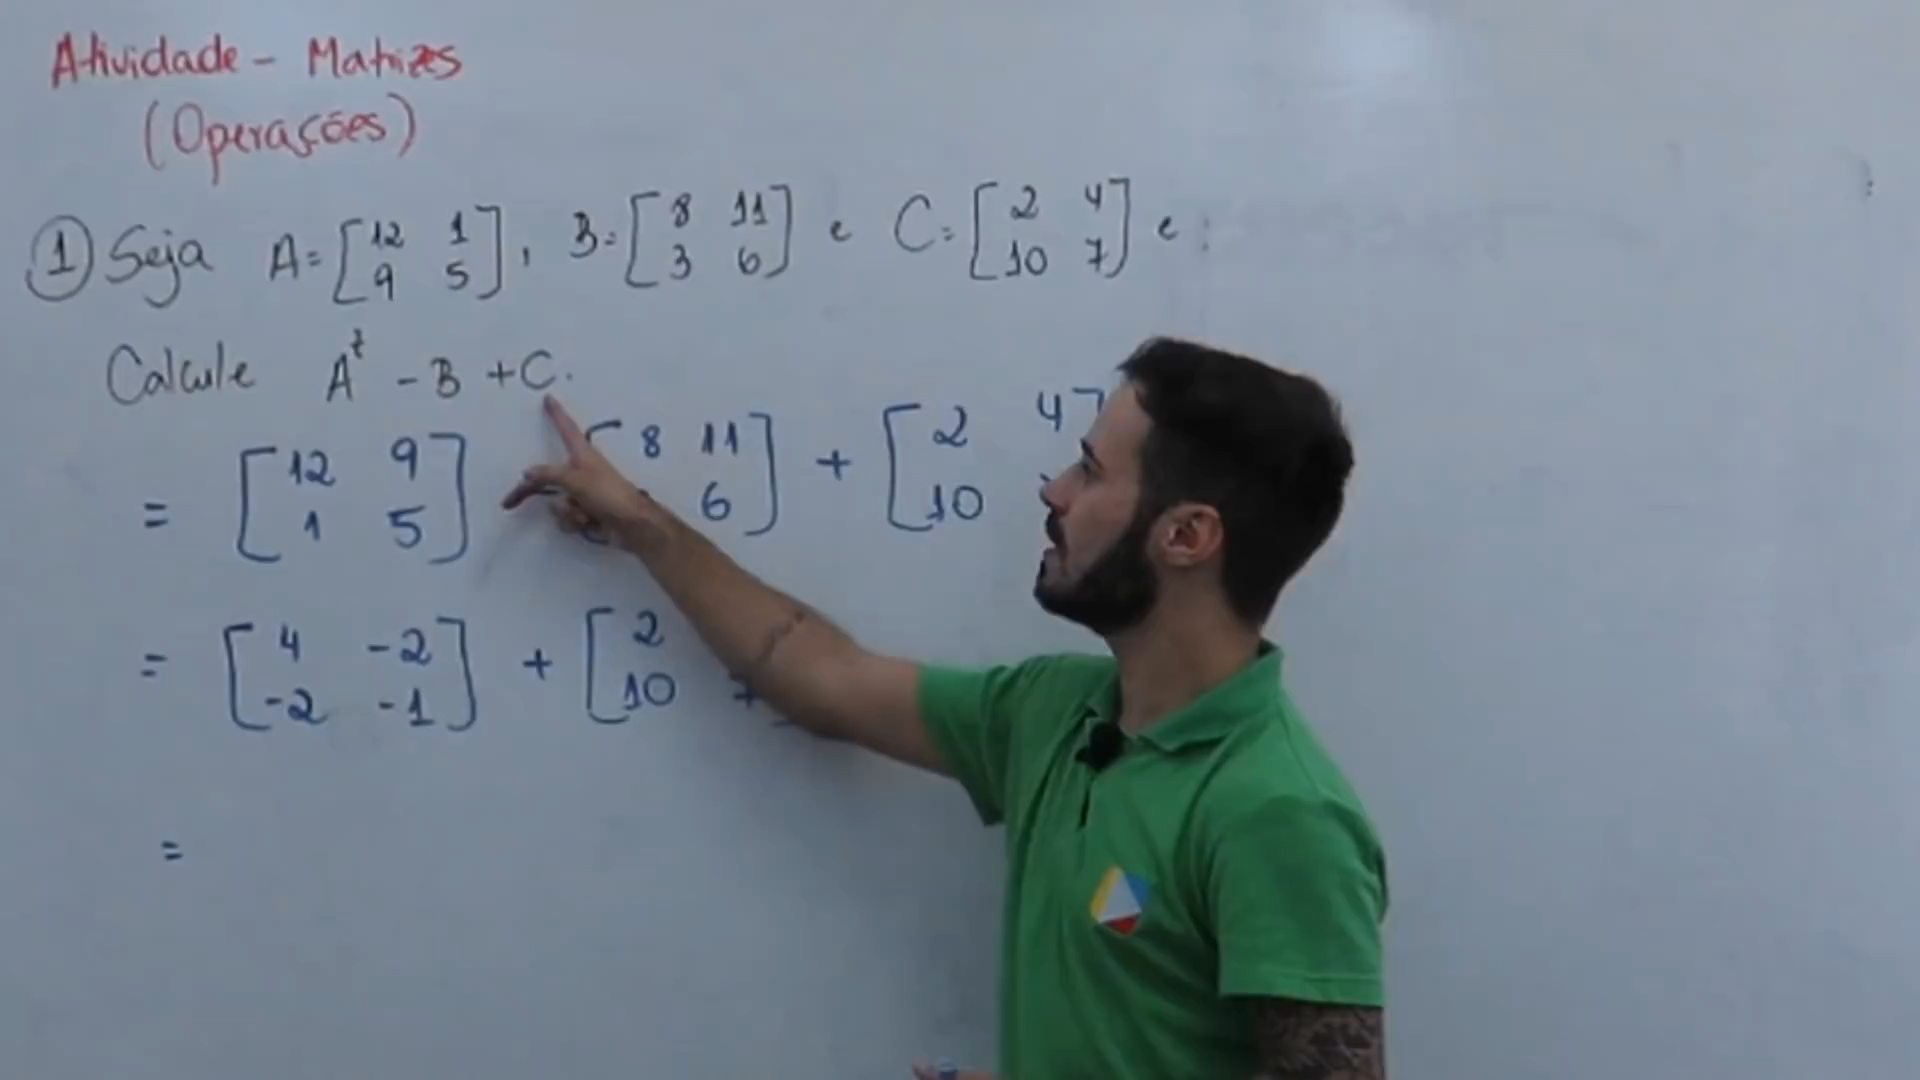 Atividade - Matrizes
(Operações)
① Seja A = [12 1; 9 5], B = [8 11; 3 6] e C = [2 4; 10 7] e :
Calcule Aᵗ - B + C.
= [12 9; 1 5] [8 11; 6] + [2 4; 10
= [4 -2; -2 -1] + [2; 10
=